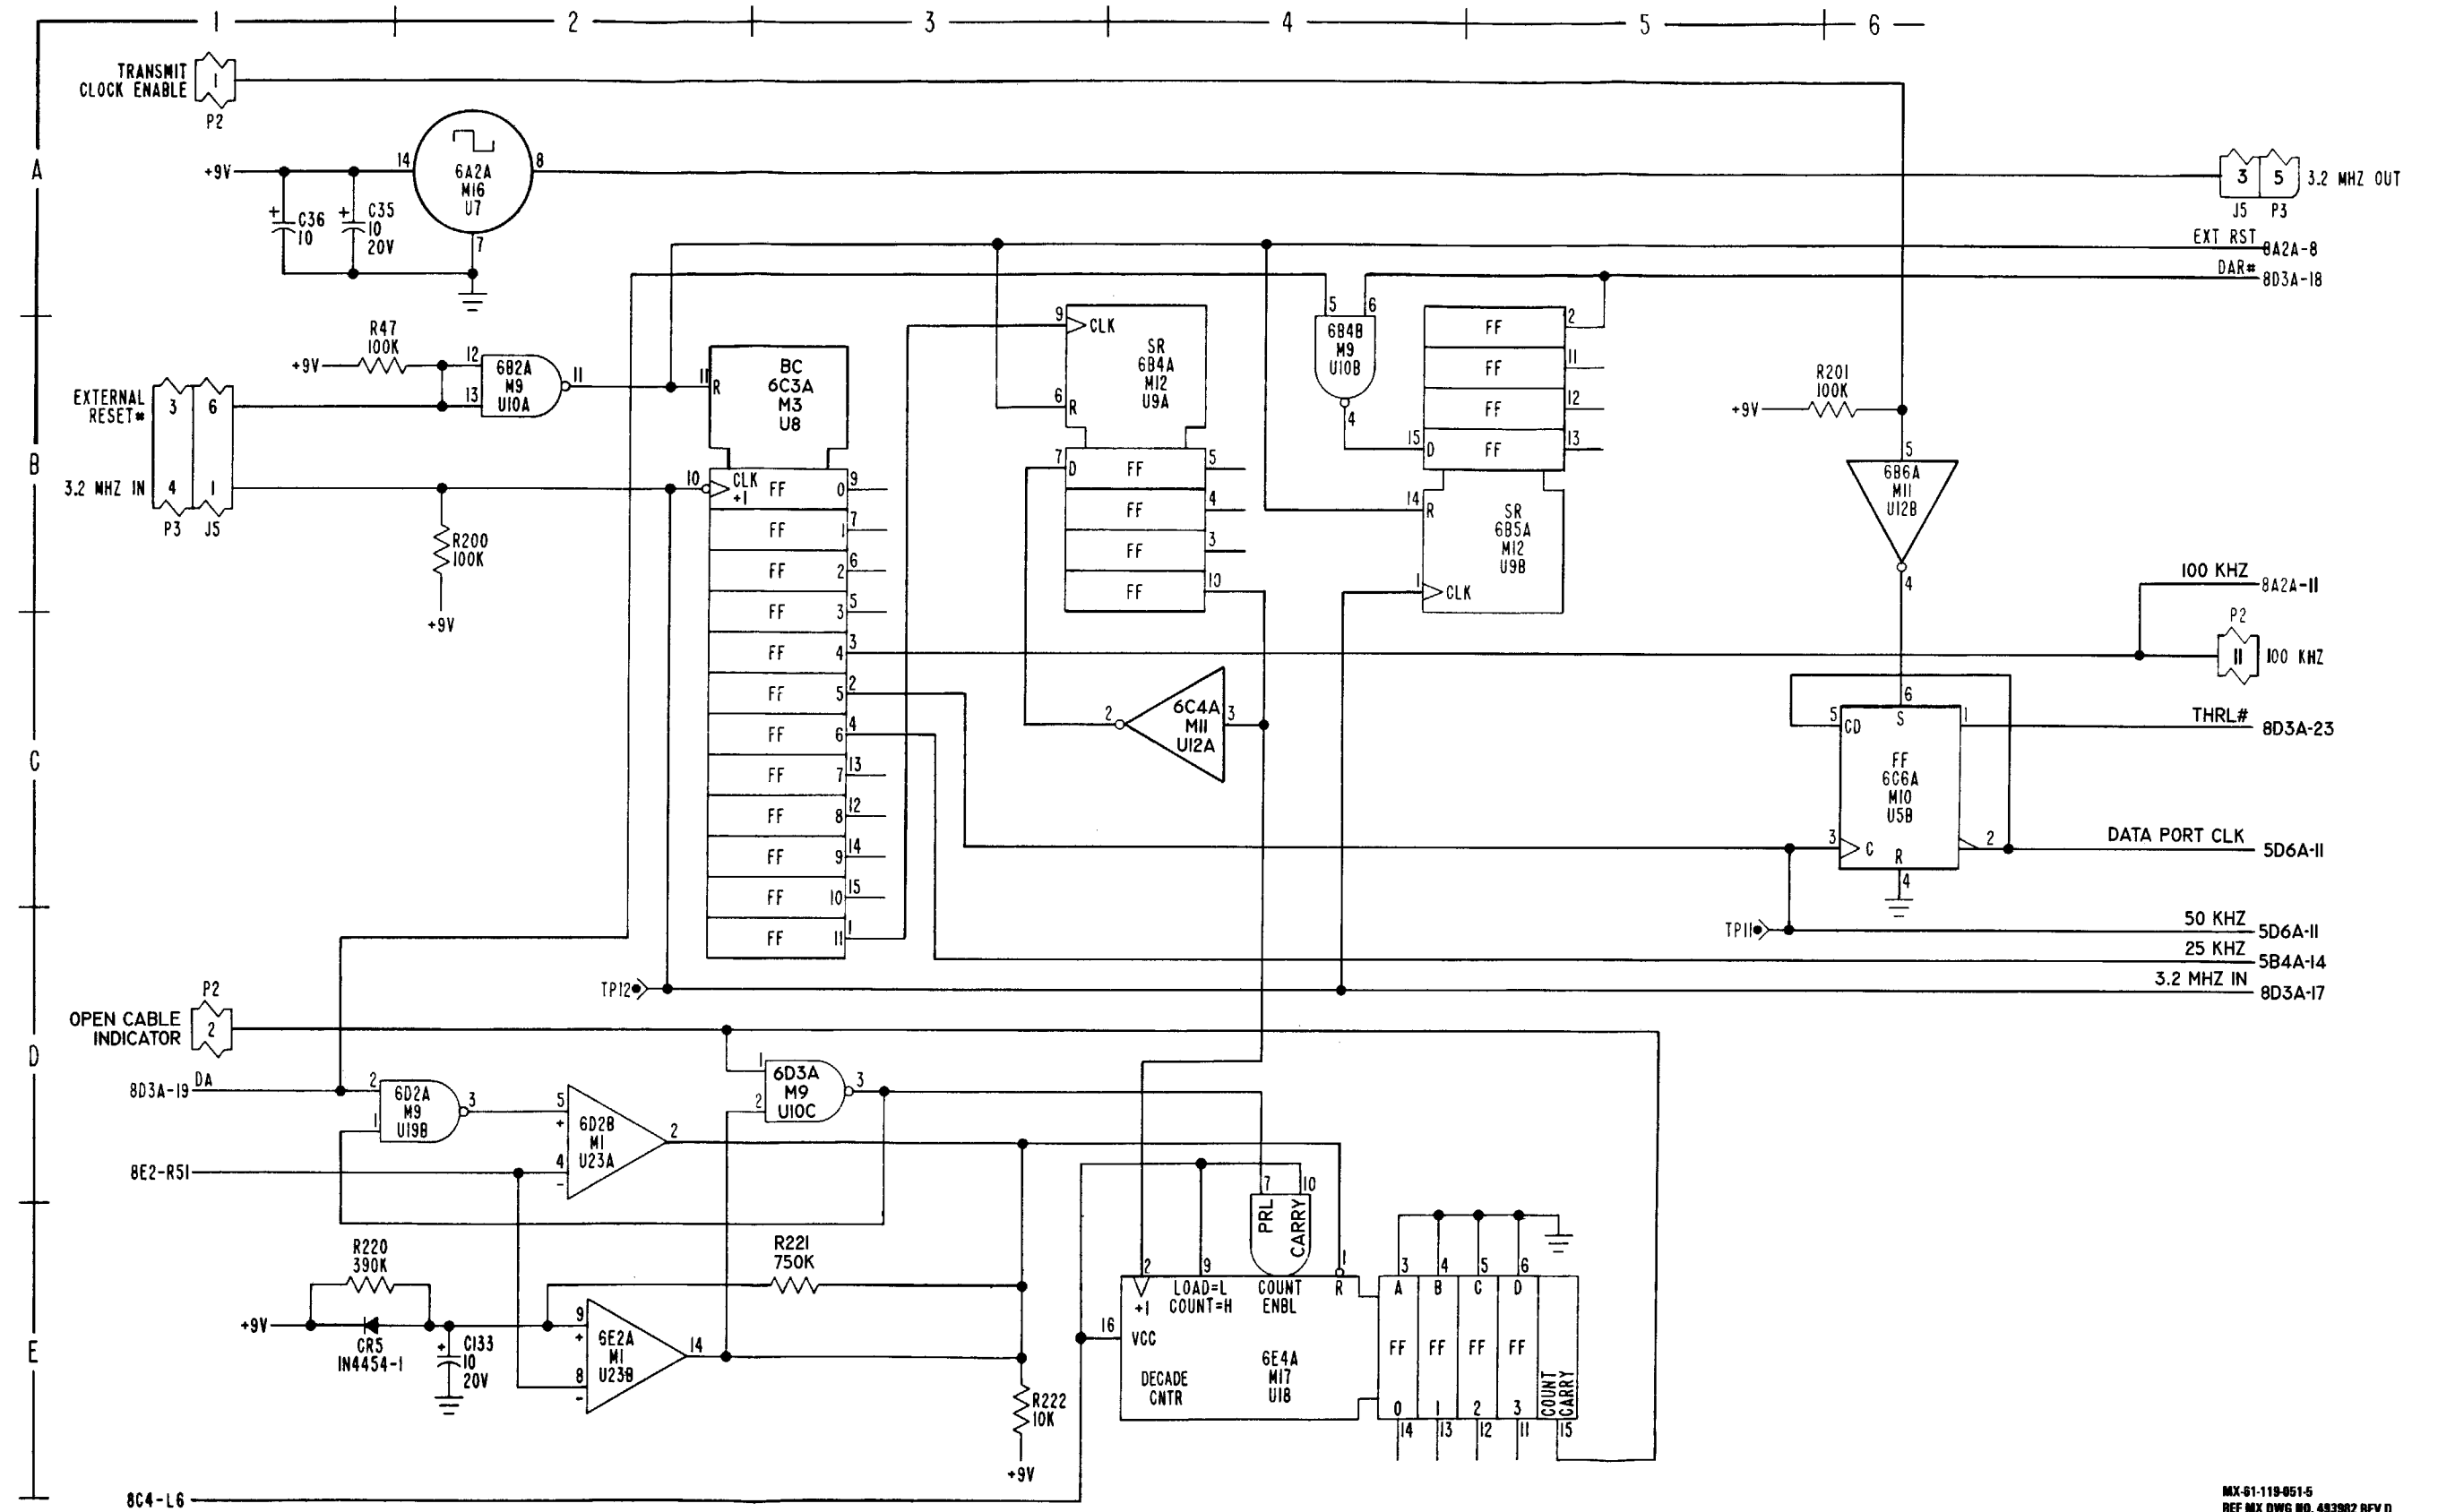 1 2 3 4 5 6
TRANSMIT
CLOCK ENABLE
1
P2
A
+9V
14
6A2A
M16
U7
8
7
+
C36
10
+
C35
10
20V
3 5
3.2 MHZ OUT
J5 P3
EXT RST
8A2A-8
DAR*
8D3A-18
R47
100K
+9V
12
13
6B2A
M9
U10A
11
EXTERNAL
RESET*
3 6
3.2 MHZ IN
4 1
P3 J5
B
R200
100K
+9V
11
R
BC
6C3A
M3
U8
10
CLK
+1
FF 0 9
FF 1 7
FF 2 6
FF 3 5
FF 4 3
FF 5 2
FF 6 4
FF 7 13
FF 8 12
FF 9 14
FF 10 15
FF 11 1
9
CLK
SR
6B4A
M12
U9A
6
R
7
D
FF 5
FF 4
FF 3
FF 10
5 6
6B4B
M9
U10B
4
FF 2
FF 11
FF 12
15
D
FF 13
14
R
SR
6B5A
M12
U9B
1
CLK
R201
100K
+9V
5
6B6A
M11
U12B
4
100 KHZ
8A2A-11
P2
11
100 KHZ
2
6C4A
M11
U12A
3
C
6
5
CD
S
1
FF
6C6A
M10
U5B
3
C
R
2
4
THRL#
8D3A-23
DATA PORT CLK
5D6A-11
TP11
50 KHZ
5D6A-11
25 KHZ
5B4A-14
TP12
3.2 MHZ IN
8D3A-17
P2
OPEN CABLE
INDICATOR
2
D
8D3A-19
DA
2
1
6D2A
M9
U19B
3
5
+
4
-
6D2B
M1
U23A
2
1
2
6D3A
M9
U10C
3
8E2-R51
E
R220
390K
+9V
CR5
1N4454-1
+
C133
10
20V
R221
750K
9
+
8
-
6E2A
M1
U23B
14
R222
10K
+9V
7 10
PRL
CARRY
2
+1
9
LOAD=L
COUNT=H
COUNT
ENBL
1
R
16
VCC
DECADE
CNTR
6E4A
M17
U18
3 4 5 6
A B C D
FF FF FF FF
0 1 2 3
COUNT
CARRY
14 13 12 11 15
8C4-L6
MX-61-119-051-5
REF MX DWG NO. 493982 REV D